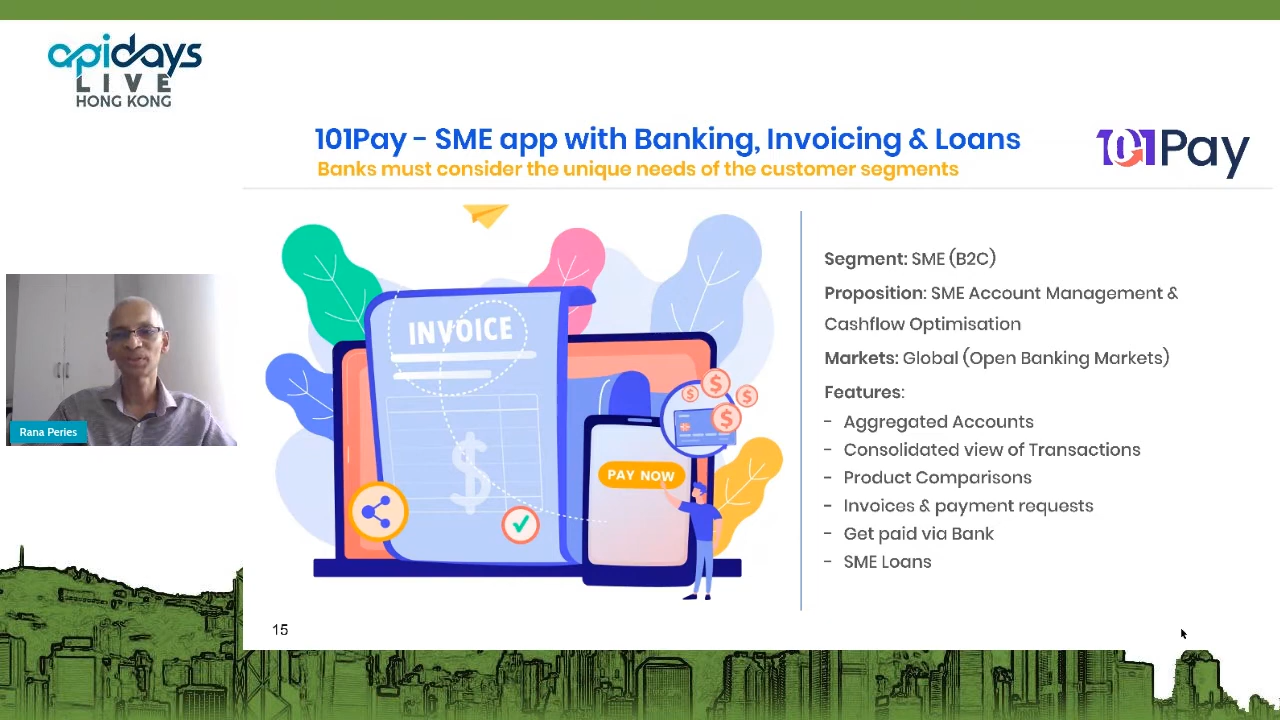 apidays
LIVE
HONG KONG
101Pay - SME app with Banking, Invoicing & Loans
Banks must consider the unique needs of the customer segments
101Pay
INVOICE
$
PAY NOW
$
$
$
$
Segment: SME (B2C)
Proposition: SME Account Management &
Cashflow Optimisation
Markets: Global (Open Banking Markets)
Features:
- Aggregated Accounts
- Consolidated view of Transactions
- Product Comparisons
- Invoices & payment requests
- Get paid via Bank
- SME Loans
Rana Peries
15